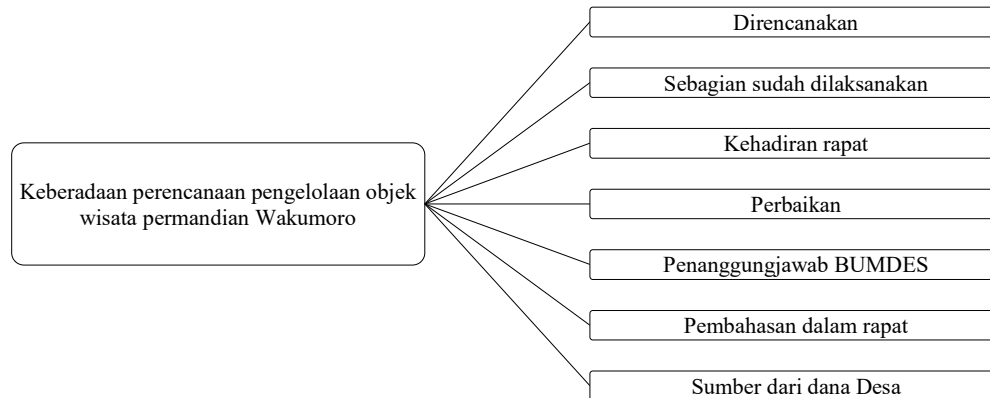 Direncanakan
Sebagian sudah dilaksanakan
Kehadiran rapat
Keberadaan perencanaan pengelolaan objek
wisata permandian Wakumoro
Perbaikan
Penanggungjawab BUMDES
Pembahasan dalam rapat
Sumber dari dana Desa